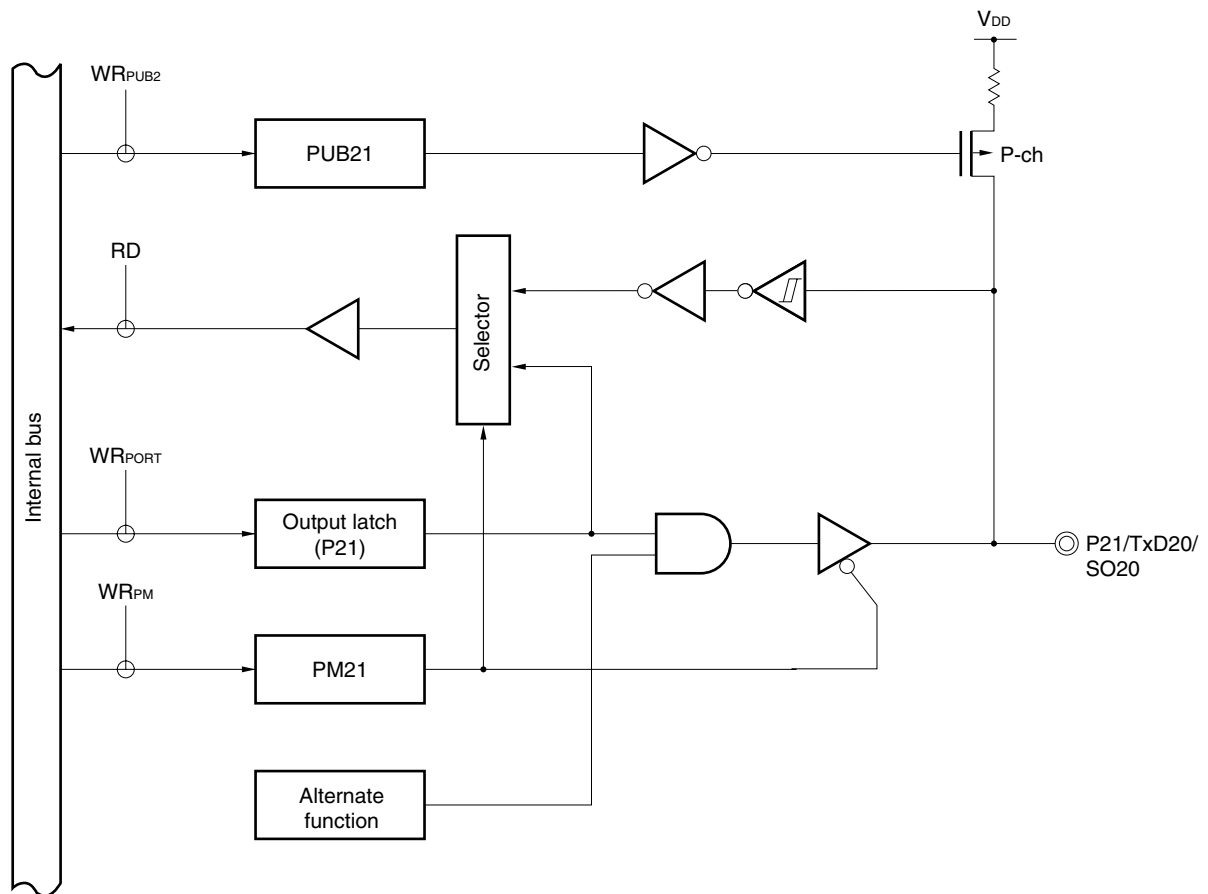 VDD
WRPUB2
PUB21
P-ch
RD
Selector
Internal bus
WRPORT
Output latch
(P21)
P21/TxD20/
SO20
WRPM
PM21
Alternate
function